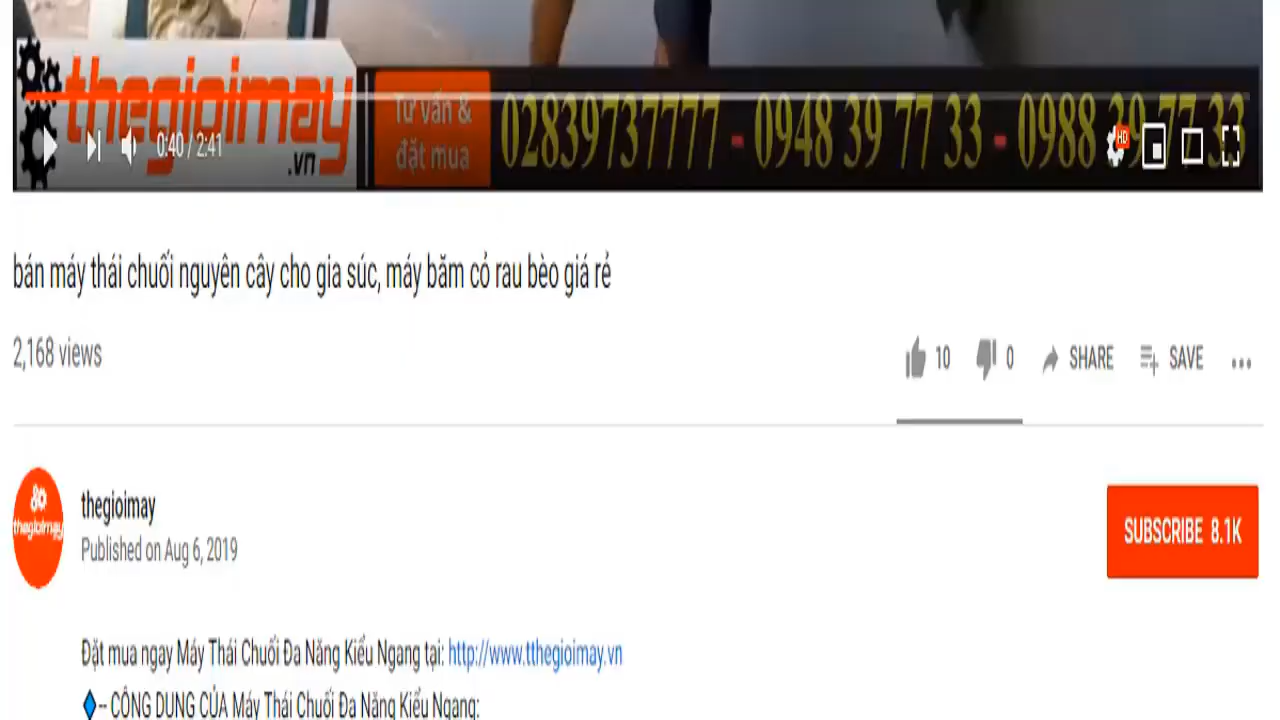 thegioimay
.vn
Tư vấn &
đặt mua
02839737777 - 0948 39 77 33 - 0988 39 77 33
0:40 / 2:41
HD
bán máy thái chuối nguyên cây cho gia súc, máy băm cỏ rau bèo giá rẻ
2,168 views
10 0 SHARE SAVE
thegioimay
thegioimay
Published on Aug 6, 2019
SUBSCRIBE 8.1K
Đặt mua ngay Máy Thái Chuối Đa Năng Kiểu Ngang tại: http://www.tthegioimay.vn
-- CÔNG DỤNG CỦA Máy Thái Chuối Đa Năng Kiểu Ngang: